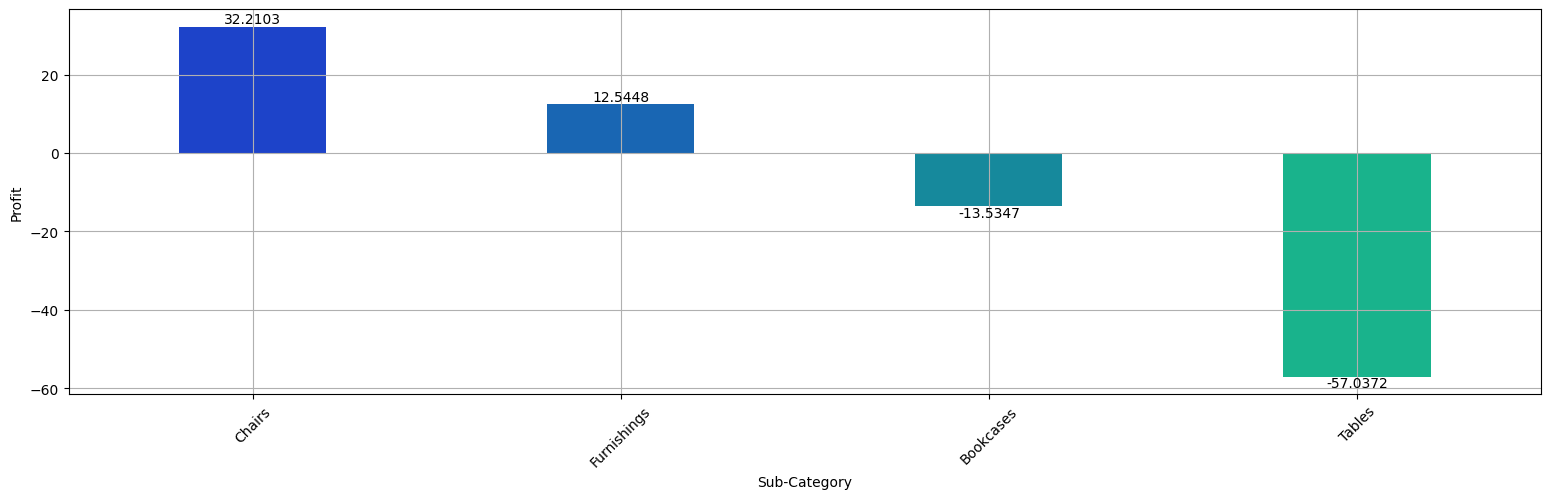 32.2103
12.5448
-13.5347
-57.0372
20
0
−20
−40
−60
Profit
Chairs
Furnishings
Bookcases
Tables
Sub-Category